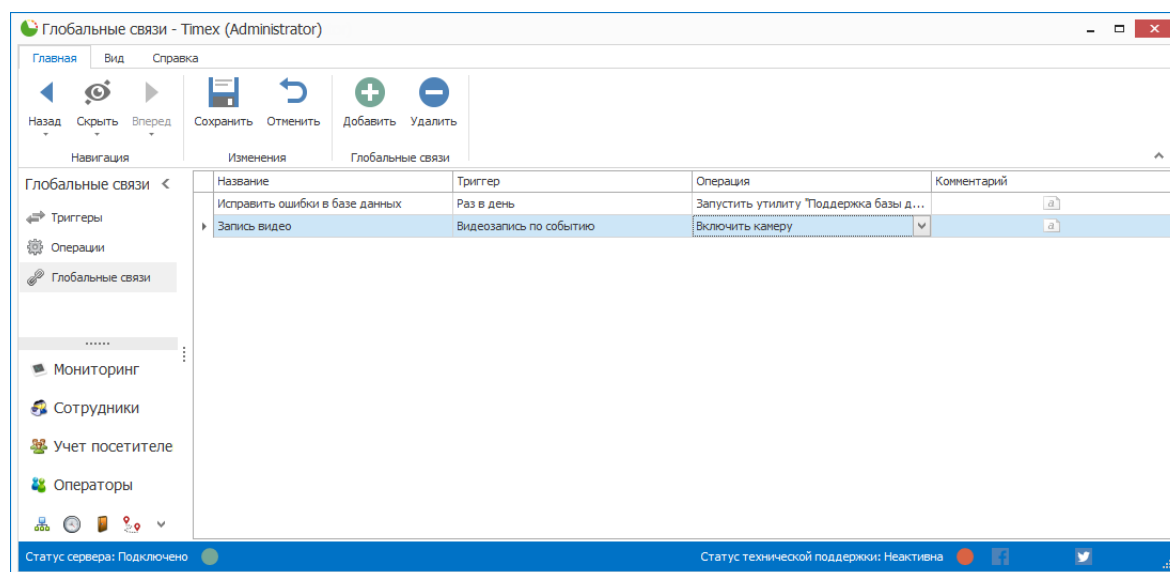 Глобальные связи - Timex (Administrator)
Главная Вид Справка
Назад Скрыть Вперед Сохранить Отменить Добавить Удалить
Навигация Изменения Глобальные связи
Глобальные связи
Название Триггер Операция Комментарий
Исправить ошибки в базе данных Раз в день Запустить утилиту "Поддержка базы д... a
Запись видео Видеозапись по событию Включить камеру a
Триггеры
Операции
Глобальные связи
Мониторинг
Сотрудники
Учет посетителе
Операторы
Статус сервера: Подключено Статус технической поддержки: Неактивна